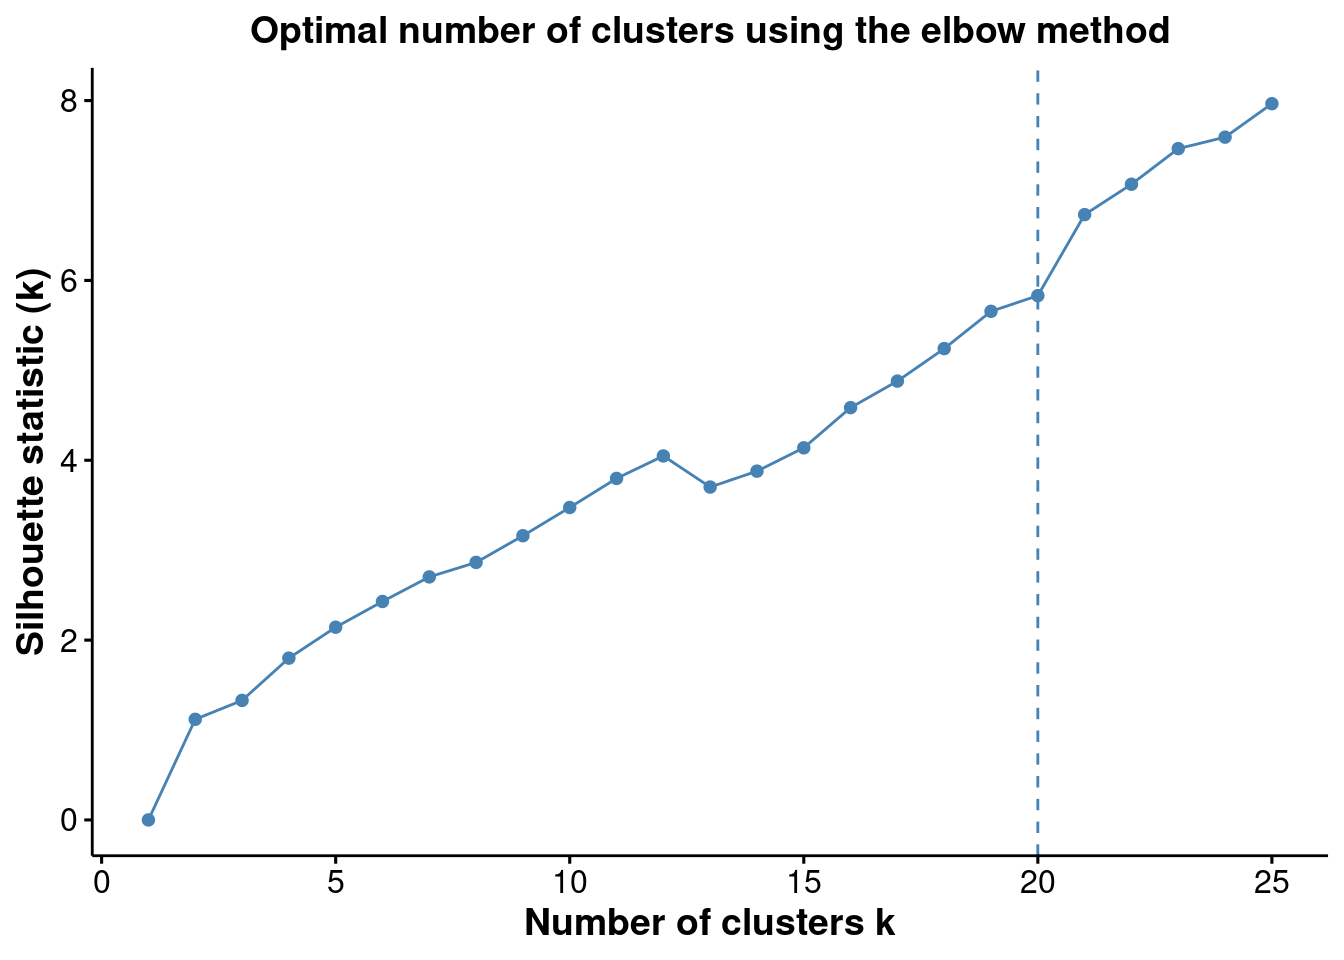 Optimal number of clusters using the elbow method
Silhouette statistic (k)
8
6
4
2
0
0 5 10 15 20 25
Number of clusters k